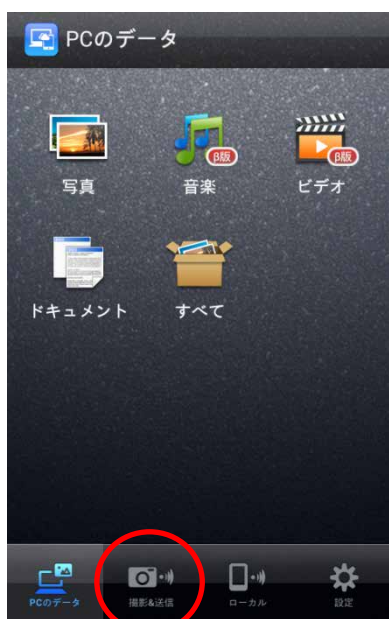 PCのデータ
β版
β版
写真
音楽
ビデオ
ドキュメント
すべて
PCのデータ
撮影&送信
ローカル
設定